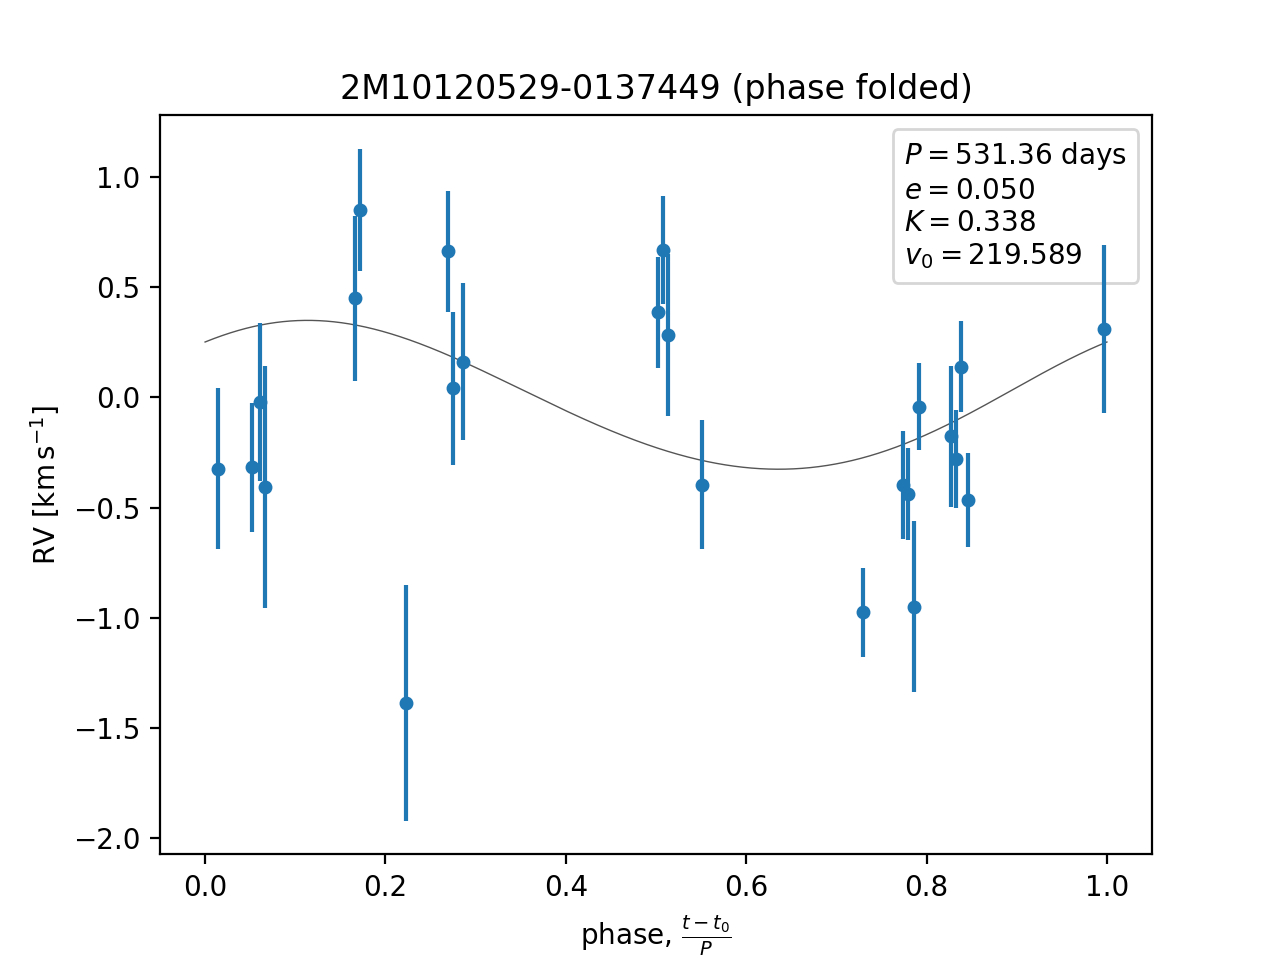 2M10120529-0137449 (phase folded)
P = 531.36 days
e = 0.050
K = 0.338
v₀ = 219.589
1.0
0.5
0.0
−0.5
−1.0
−1.5
−2.0
RV [km s⁻¹]
0.0 0.2 0.4 0.6 0.8 1.0
phase, (t − t₀)/P